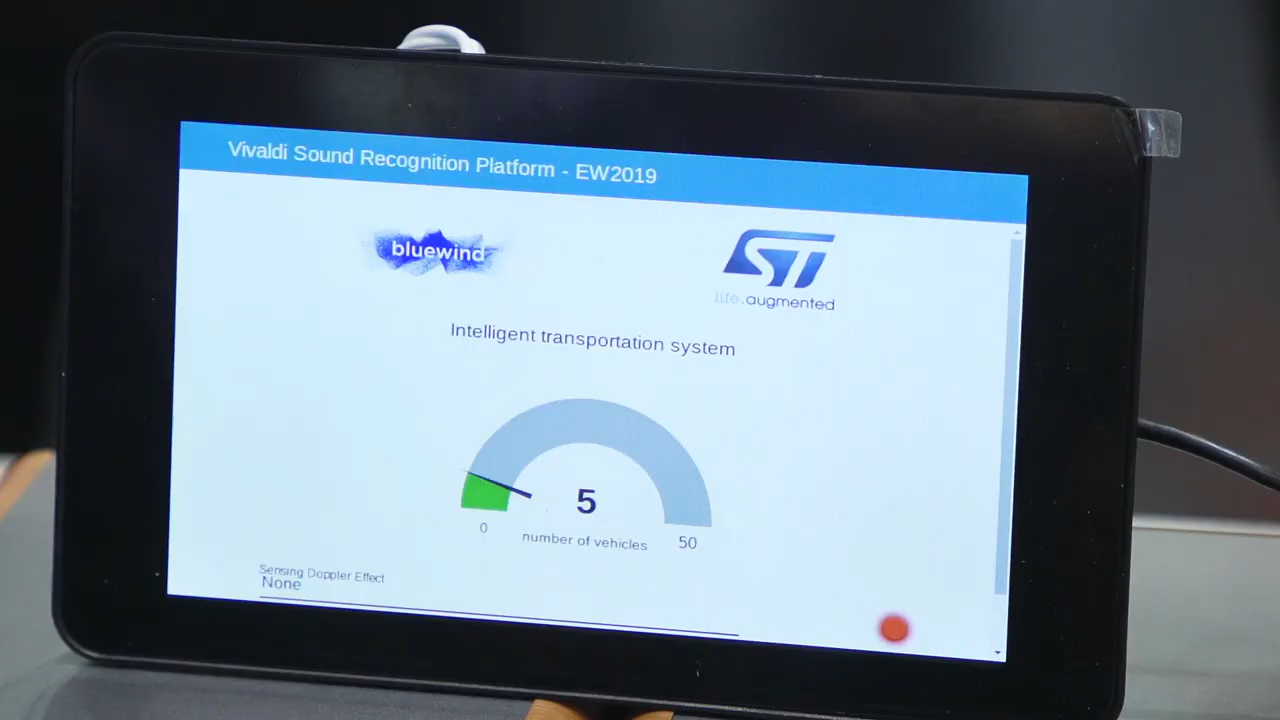 Vivaldi Sound Recognition Platform - EW2019
bluewind
ST
life.augmented
Intelligent transportation system
5
0
number of vehicles
50
Sensing Doppler Effect
None